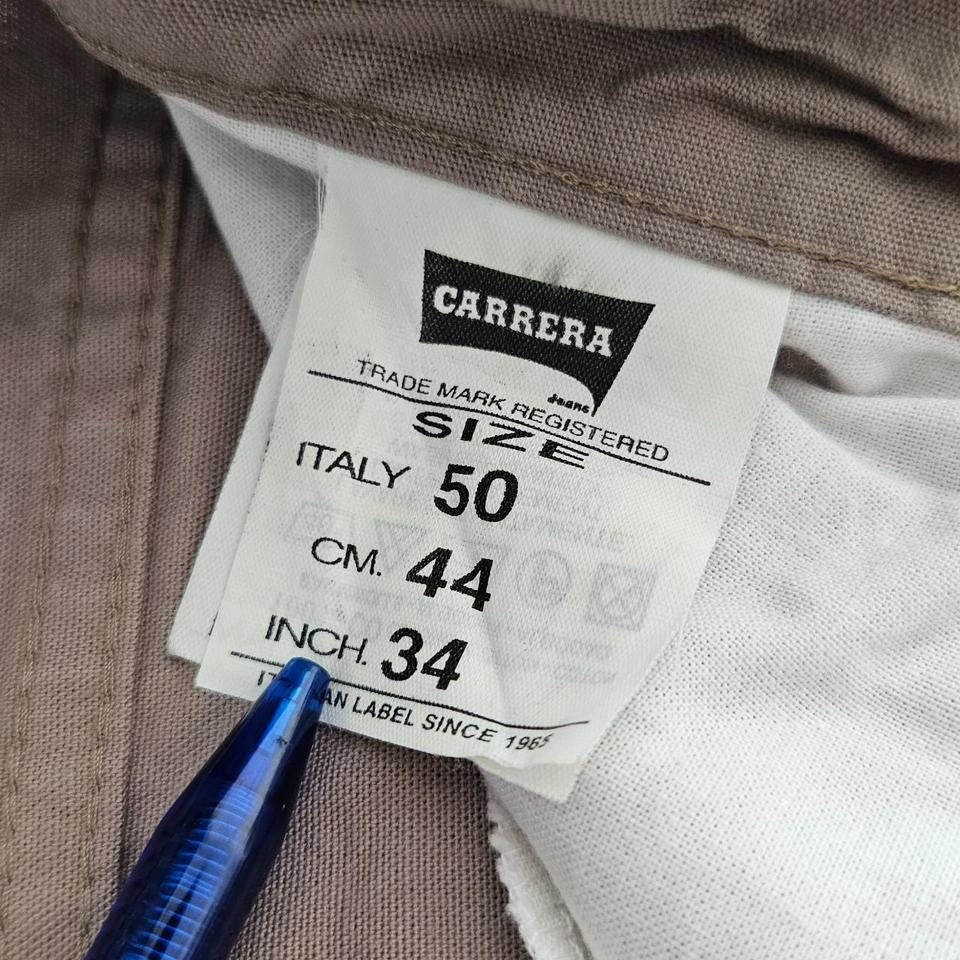 CARRERA
Jeans
TRADE MARK REGISTERED
SIZE
ITALY 50
CM. 44
INCH. 34
LABEL SINCE 1965